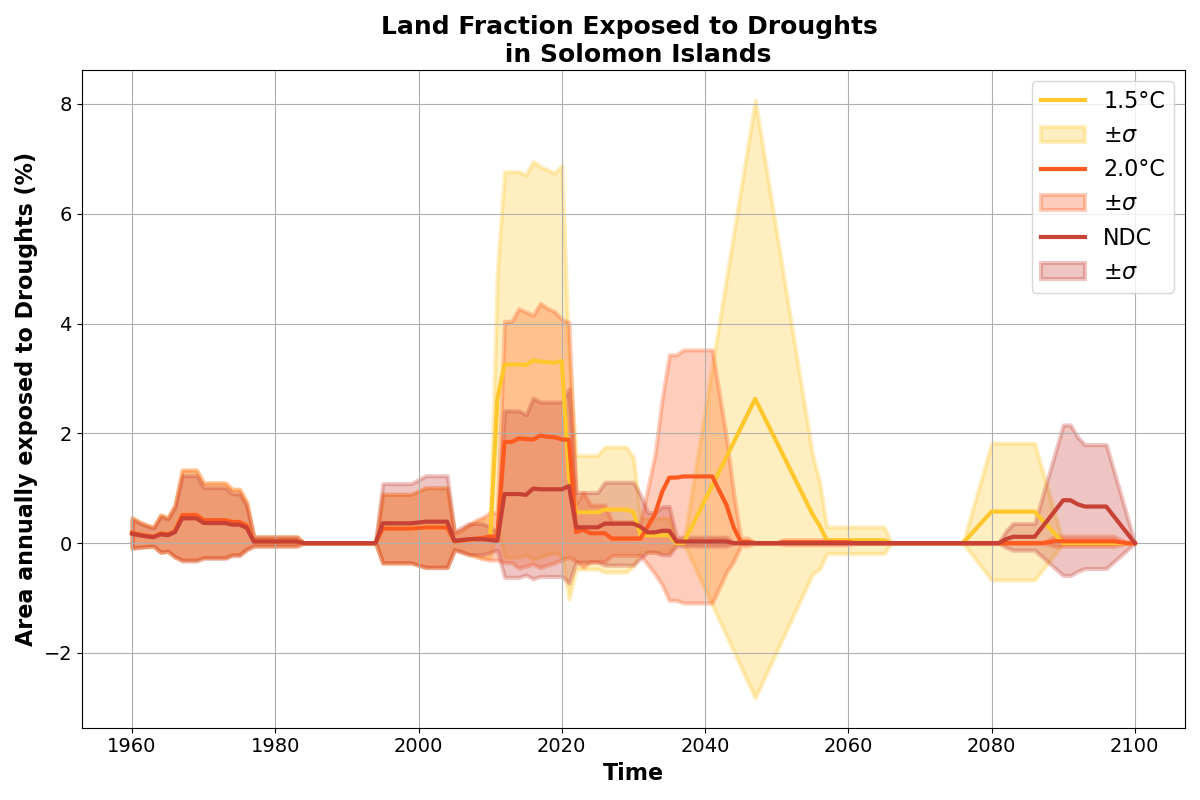 Land Fraction Exposed to Droughts
in Solomon Islands
Area annually exposed to Droughts (%)
8
6
4
2
0
−2
1.5°C
±σ
2.0°C
±σ
NDC
±σ
1960
1980
2000
2020
2040
2060
2080
2100
Time